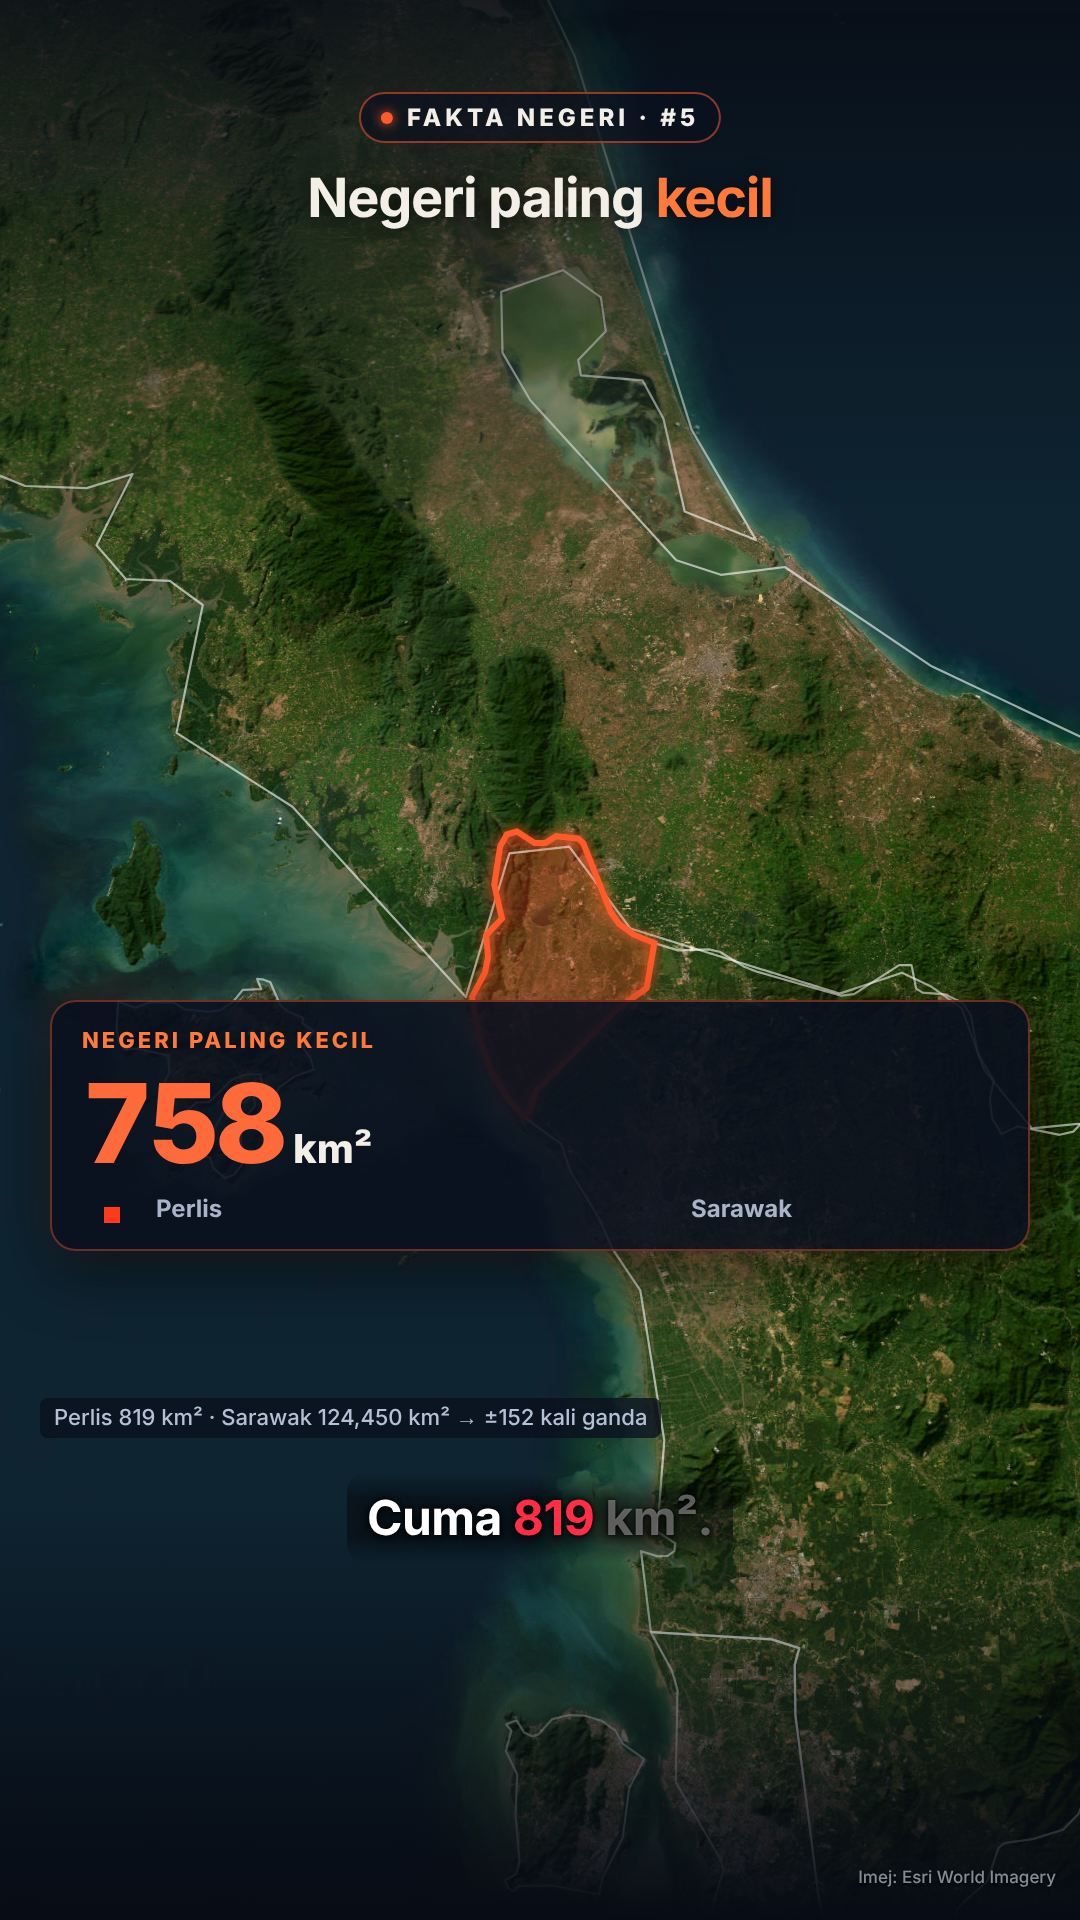 FAKTA NEGERI · #5
Negeri paling kecil
NEGERI PALING KECIL
758 km²
Perlis
Sarawak
Perlis 819 km² · Sarawak 124,450 km² → ±152 kali ganda
Cuma 819 km².
Imej: Esri World Imagery